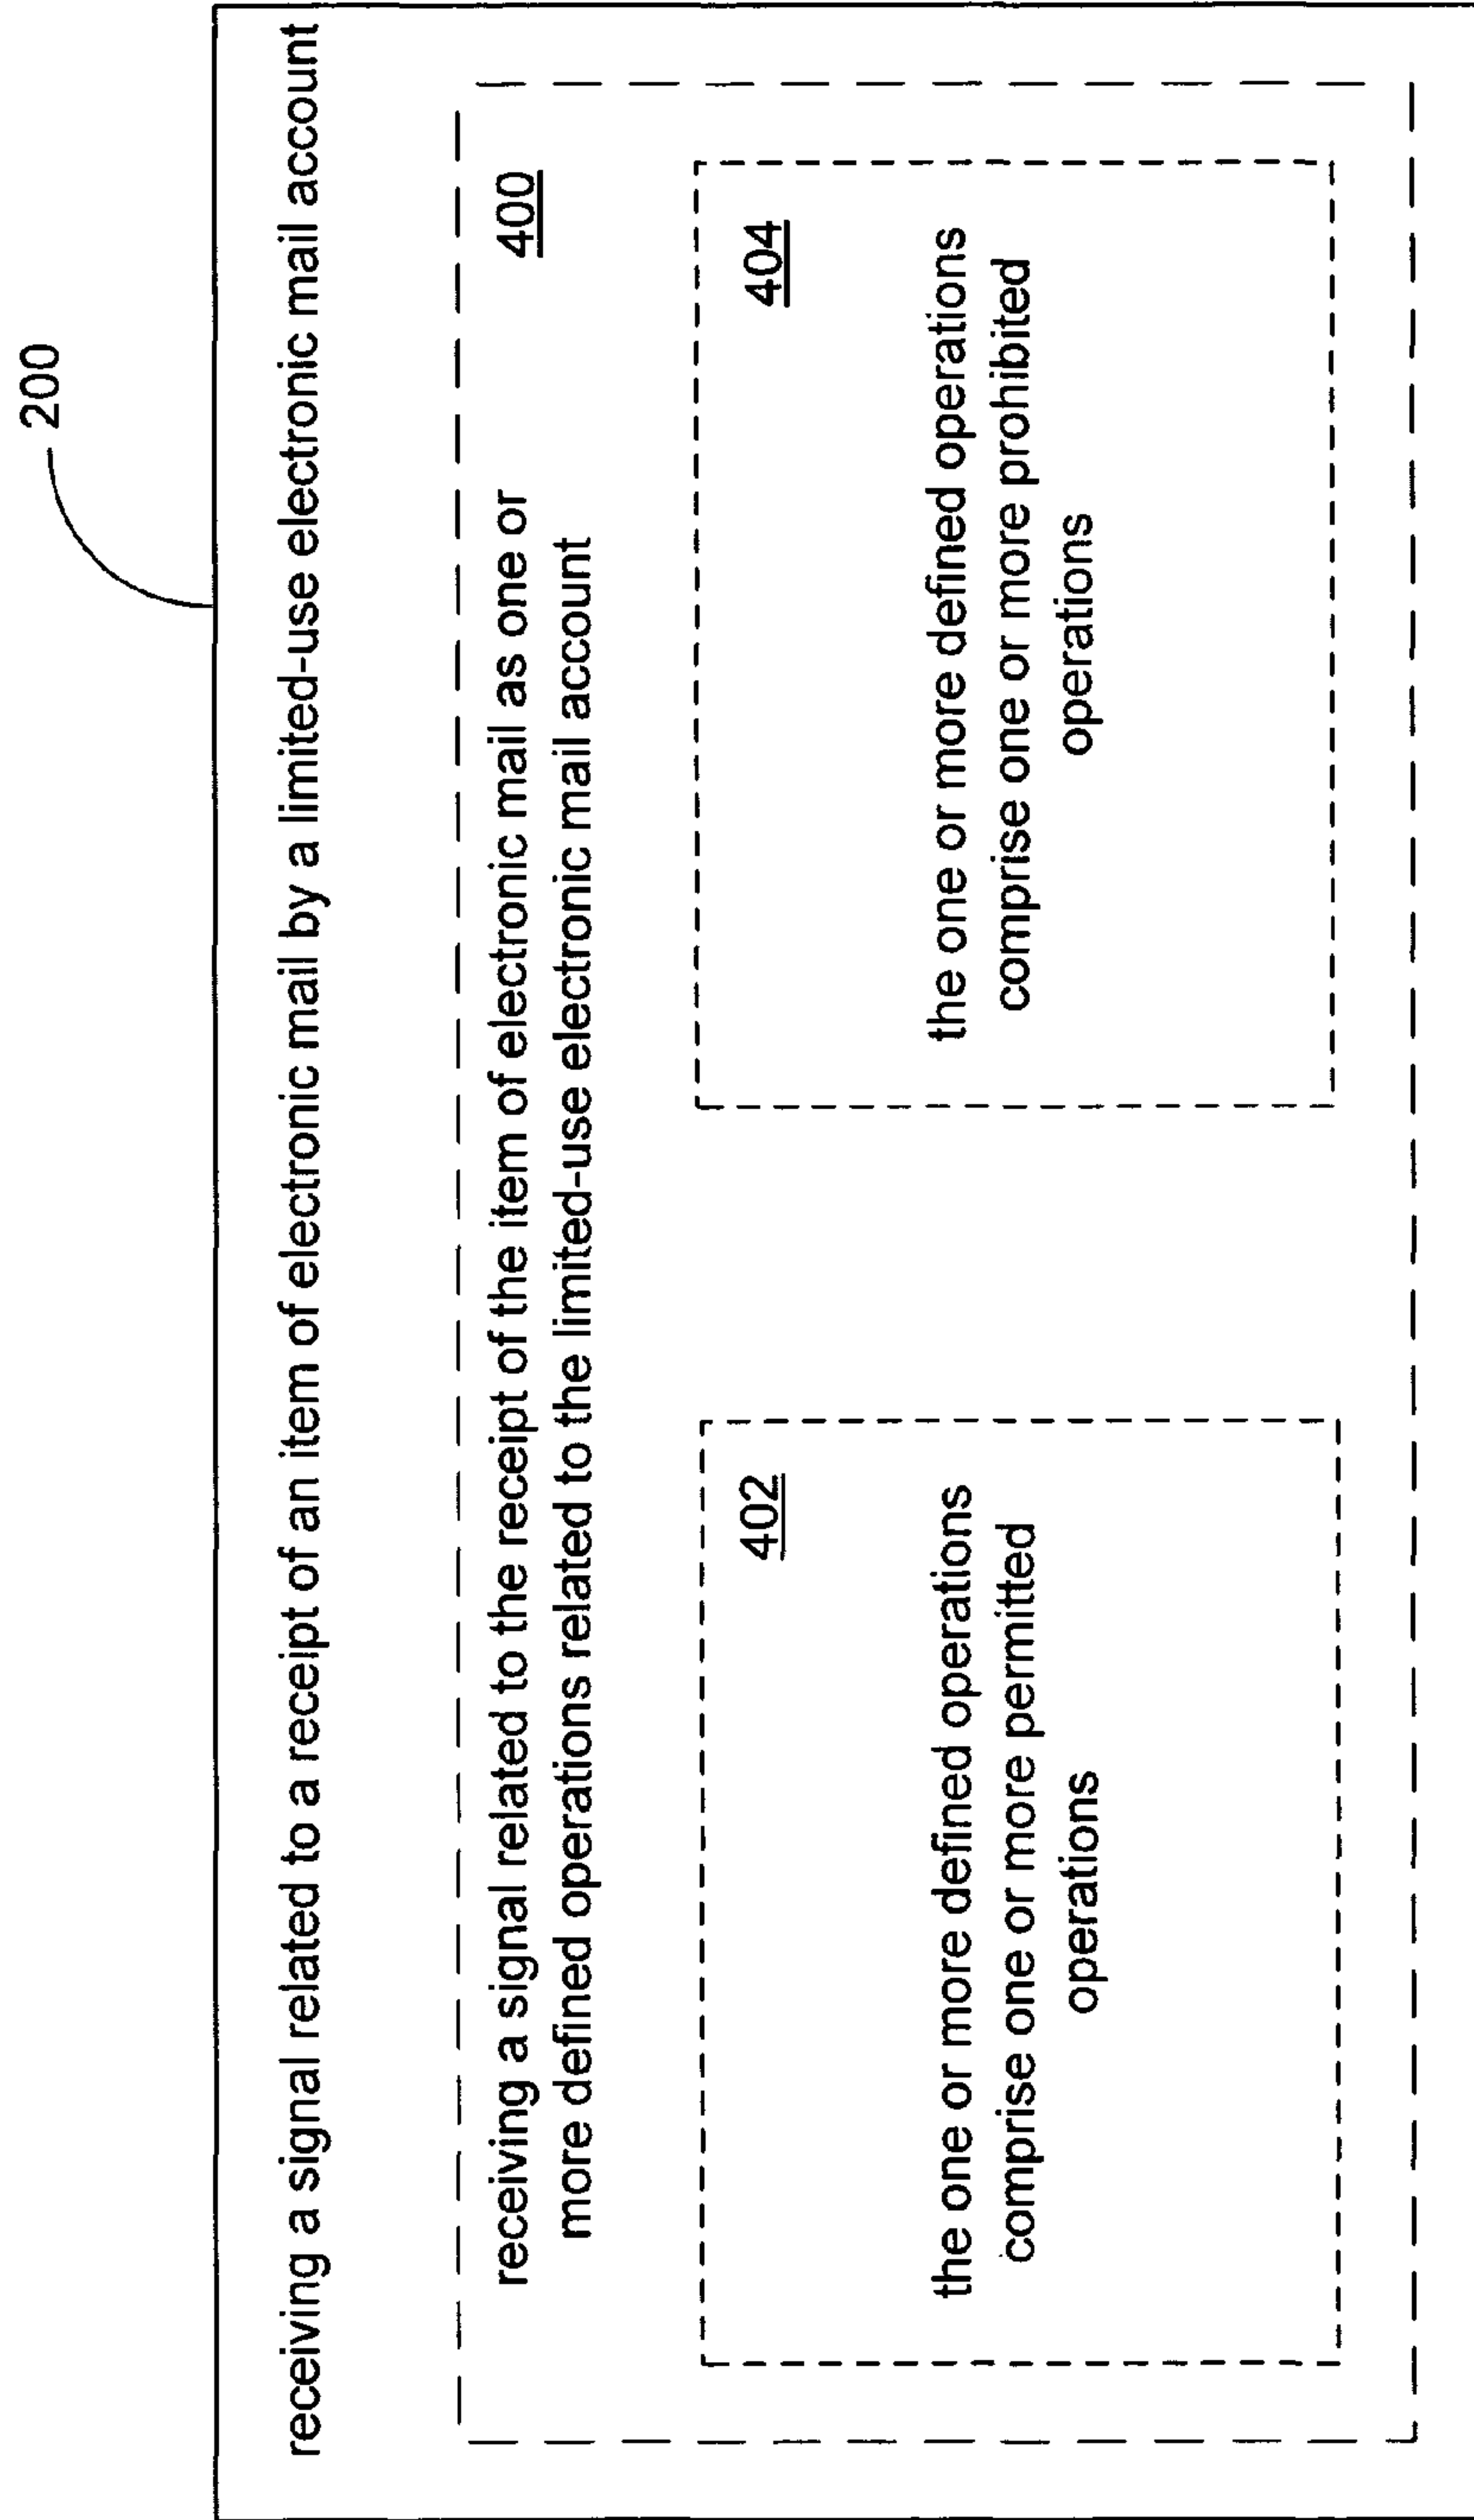 200
receiving a signal related to a receipt of an item of electronic mail by a limited-use electronic mail account
400
receiving a signal related to the receipt of the item of electronic mail as one or
more defined operations related to the limited-use electronic mail account
402
the one or more defined operations
comprise one or more permitted
operations
404
the one or more defined operations
comprise one or more prohibited
operations